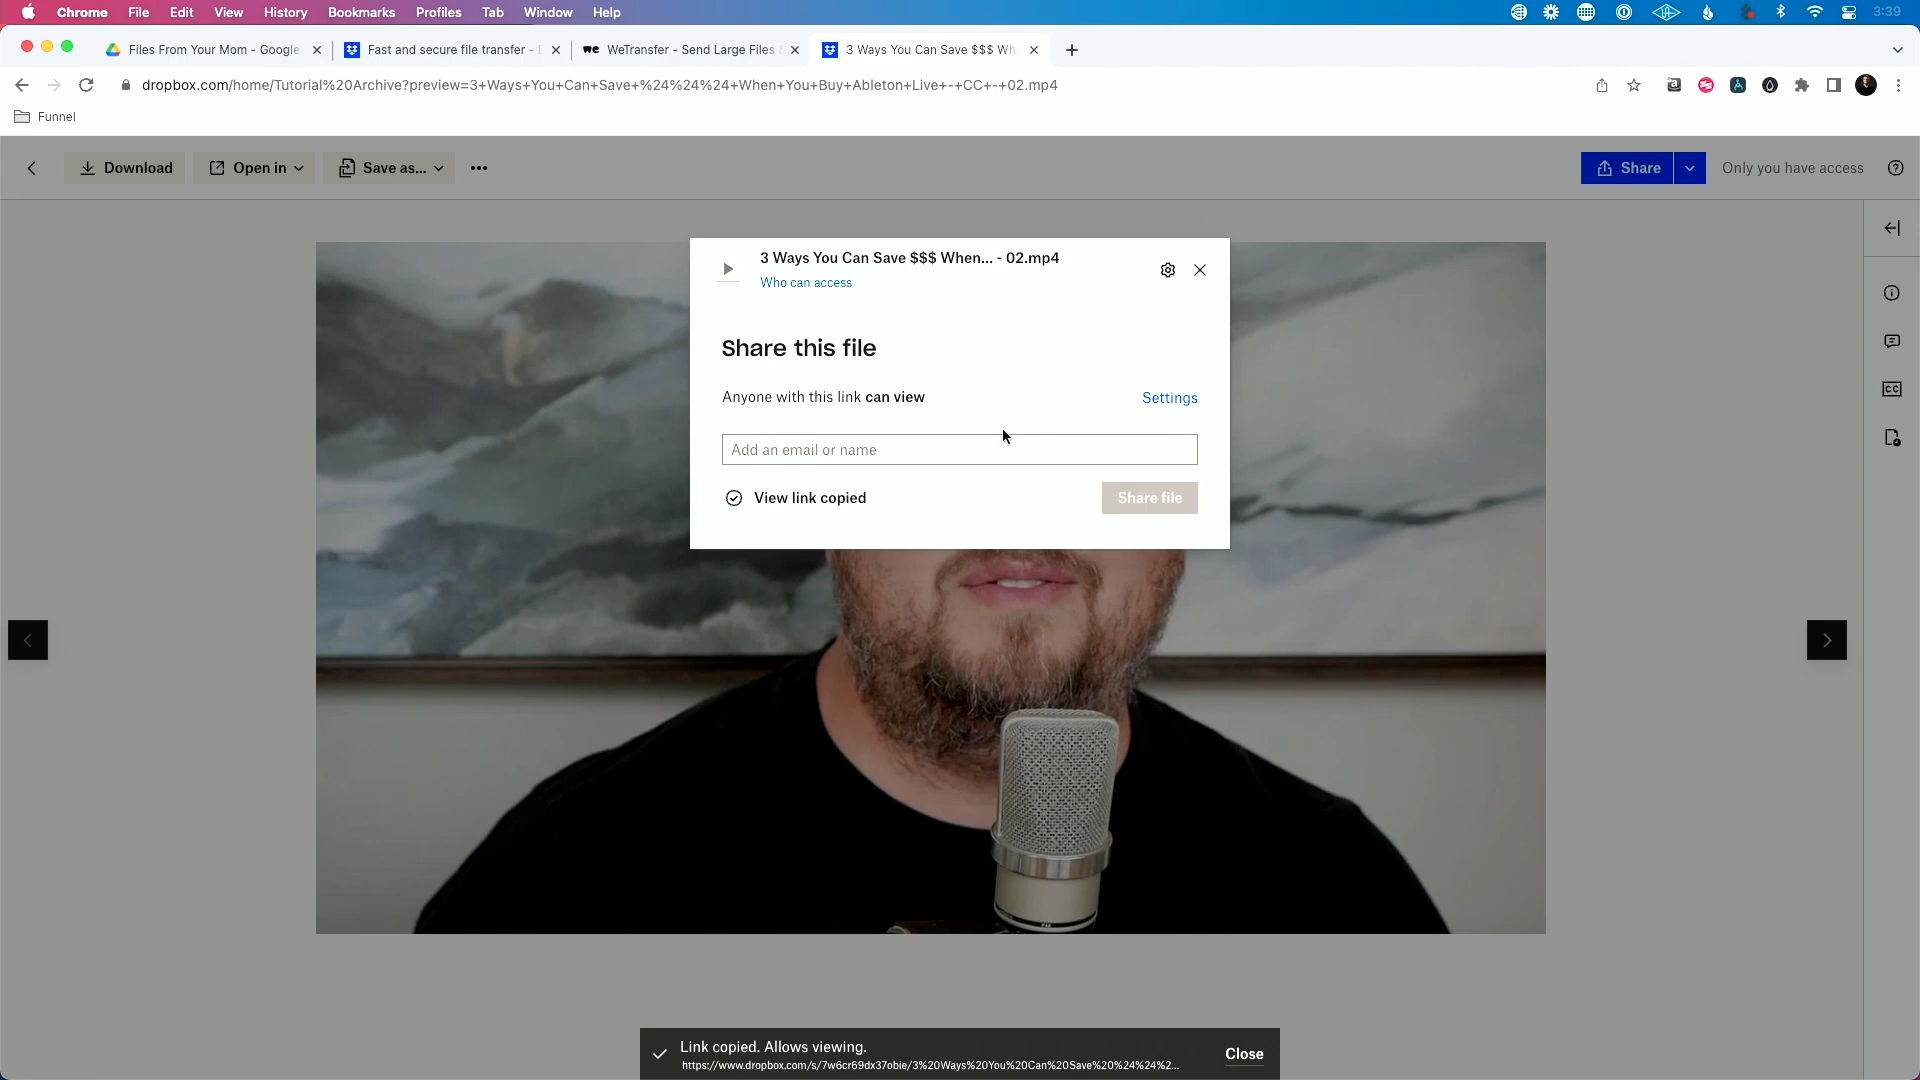 Chrome File Edit View History Bookmarks Profiles Tab Window Help 3:39
Files From Your Mom - Google
Fast and secure file transfer -
WeTransfer - Send Large Files
3 Ways You Can Save $$$ Wh
dropbox.com/home/Tutorial%20Archive?preview=3+Ways+You+Can+Save+%24%24%24+When+You+Buy+Ableton+Live+-+CC+-+02.mp4
Funnel
Download Open in Save as... Share Only you have access
3 Ways You Can Save $$$ When... - 02.mp4
Who can access
Share this file
Anyone with this link can view Settings
Add an email or name
View link copied Share file
CC
Link copied. Allows viewing.
https://www.dropbox.com/s/7w6cr69dx37obie/3%20Ways%20You%20Can%20Save%20%24%24%2...
Close